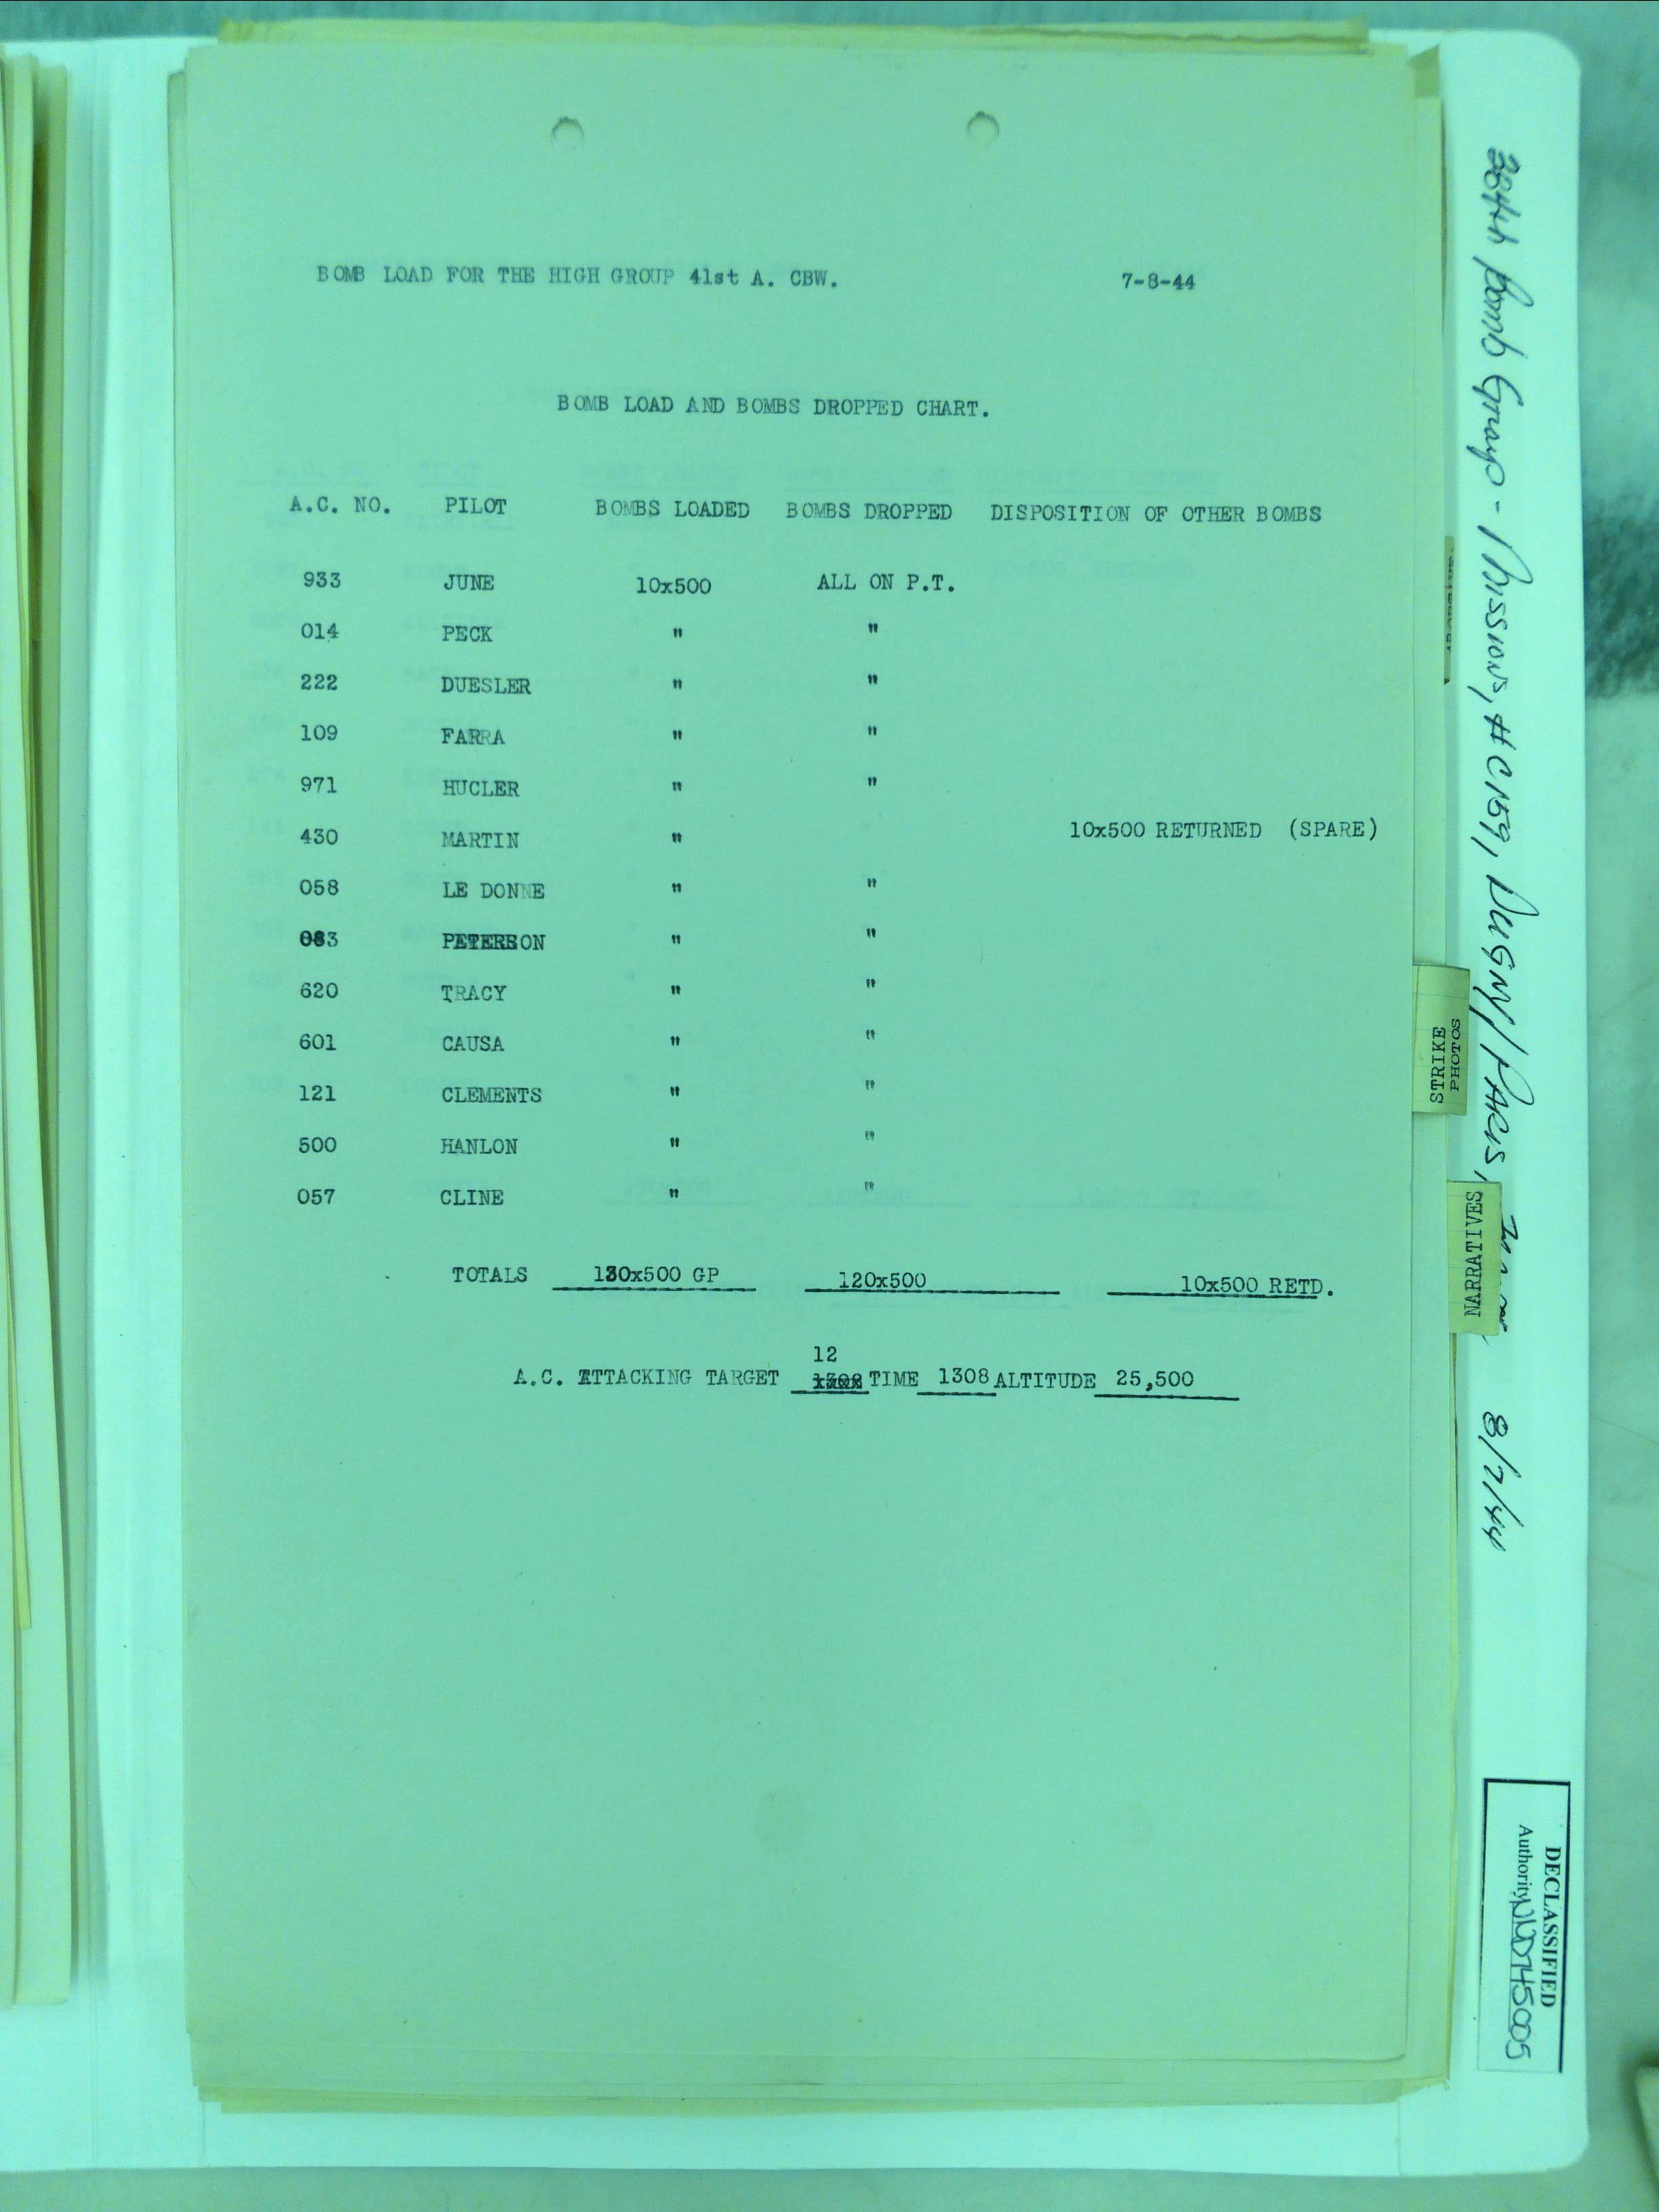 BOMB LOAD FOR THE HIGH GROUP 41st A. CBW. 7-8-44
BOMB LOAD AND BOMBS DROPPED CHART.
A.C. NO. PILOT BOMBS LOADED BOMBS DROPPED DISPOSITION OF OTHER BOMBS
933 JUNE 10x500 ALL ON P.T.
014 PECK " "
222 DUESLER " "
109 FARRA " "
971 HUCLER " "
430 MARTIN " 10x500 RETURNED (SPARE)
058 LE DONNE " "
083 PETERSON " "
620 TRACY " "
601 CAUSA " "
121 CLEMENTS " "
500 HANLON " "
057 CLINE " "
TOTALS 130x500 GP 120x500 10x500 RETD.
12
A.C. ATTACKING TARGET TIME 1308 ALTITUDE 25,500
384th Bomb Group - Missions, #C159, DUGNY/PARIS, 8/7/44
STRIKE
PHOTOS
NARRATIVES
DECLASSIFIED
Authority NND745005